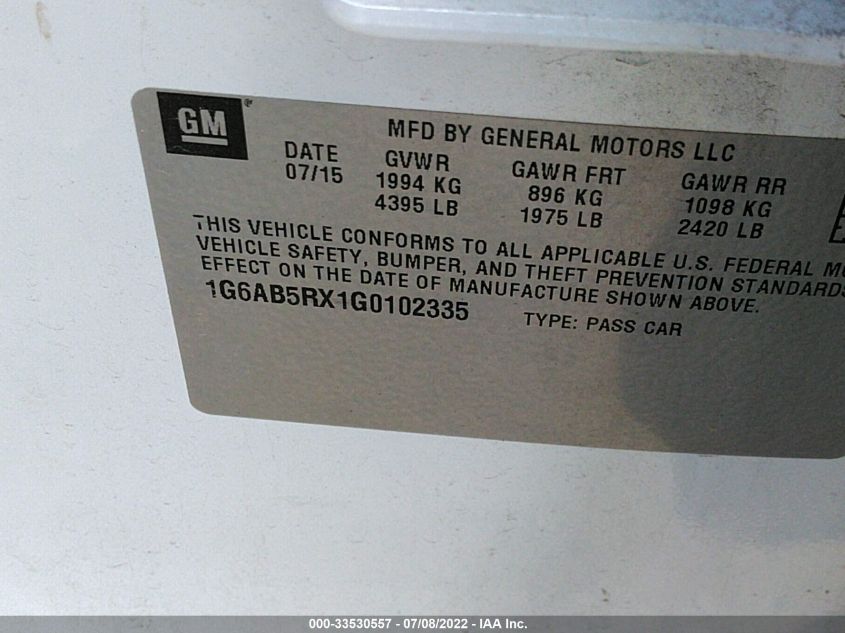 GM ®
MFD BY GENERAL MOTORS LLC
DATE GVWR GAWR FRT GAWR RR
07/15 1994 KG 896 KG 1098 KG
4395 LB 1975 LB 2420 LB
THIS VEHICLE CONFORMS TO ALL APPLICABLE U.S. FEDERAL M
VEHICLE SAFETY, BUMPER, AND THEFT PREVENTION STANDARDS
EFFECT ON THE DATE OF MANUFACTURE SHOWN ABOVE.
1G6AB5RX1G0102335 TYPE: PASS CAR
000-33530557 - 07/08/2022 - IAA Inc.